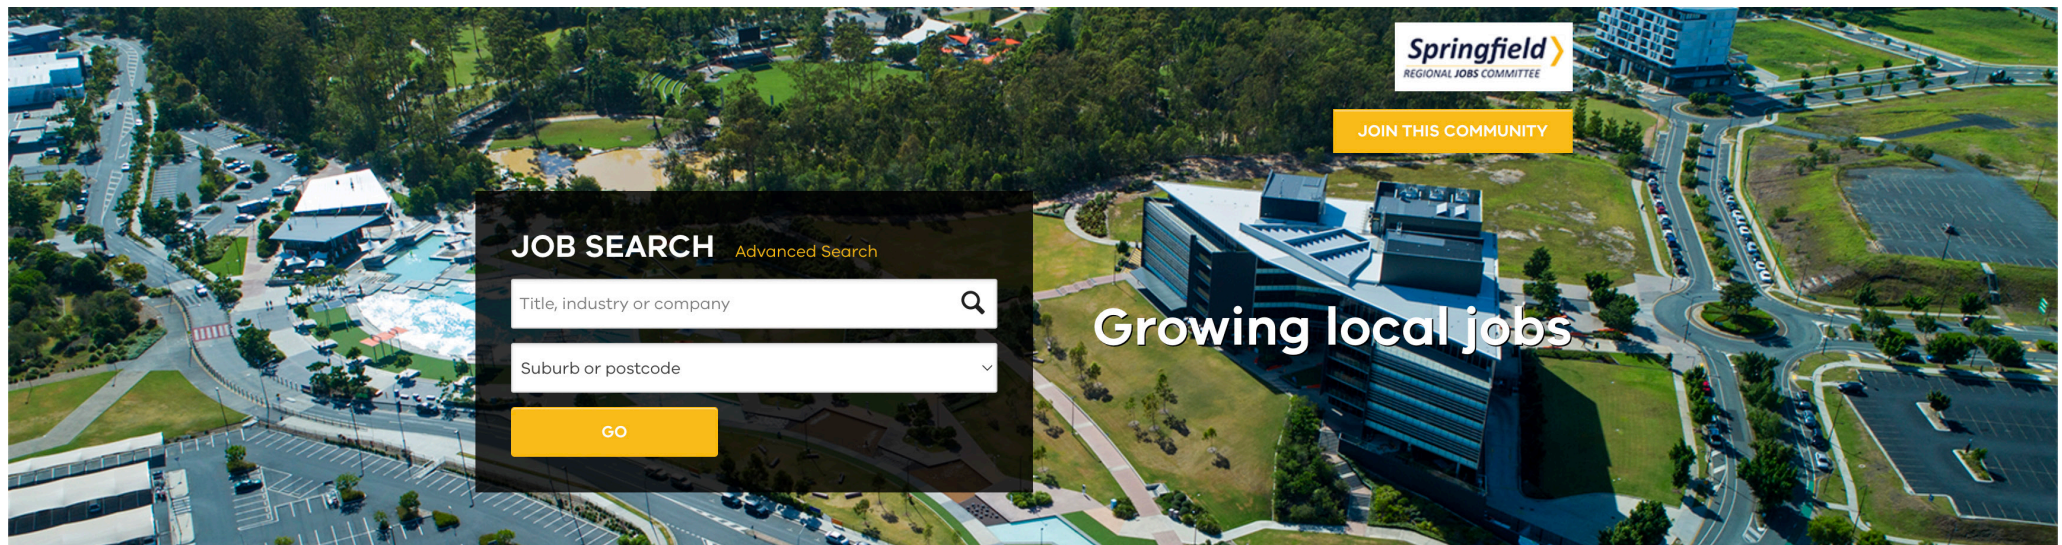 Springfield
REGIONAL JOBS COMMITTEE
JOIN THIS COMMUNITY
JOB SEARCH Advanced Search
Title, industry or company
Suburb or postcode
GO
Growing local jobs